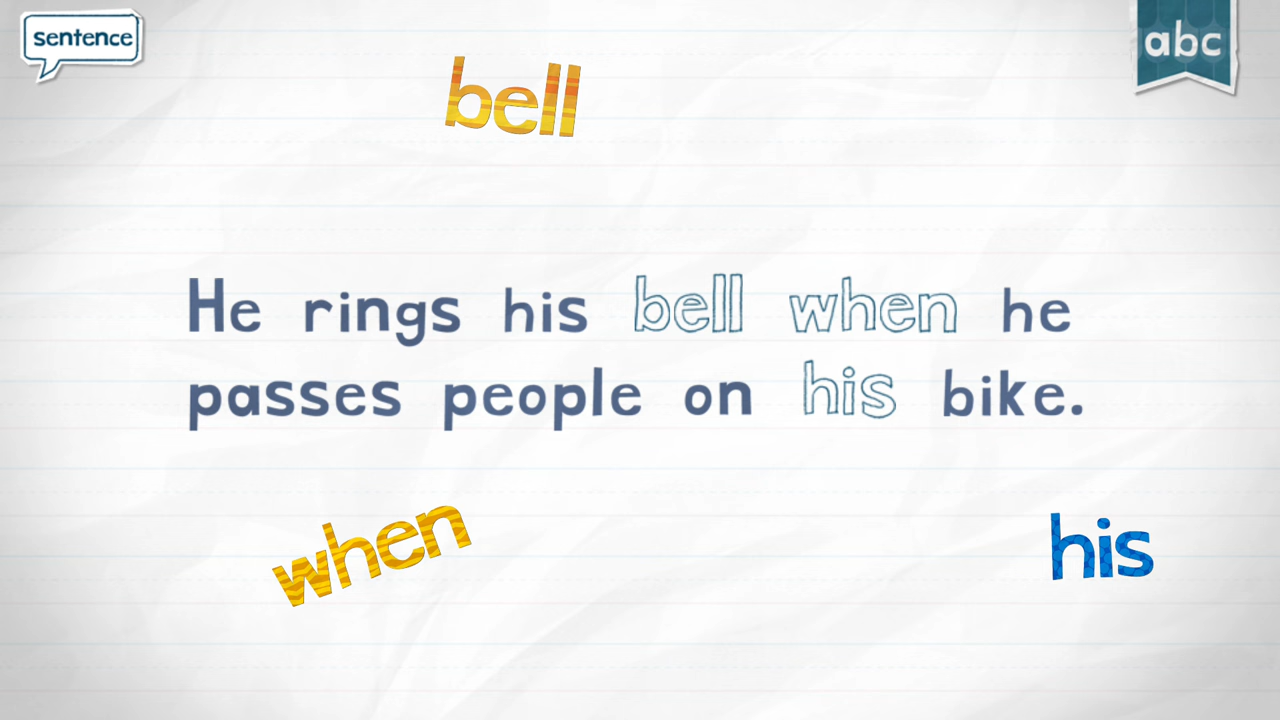 sentence
abc
bell
He rings his bell when he
passes people on his bike.
when
his